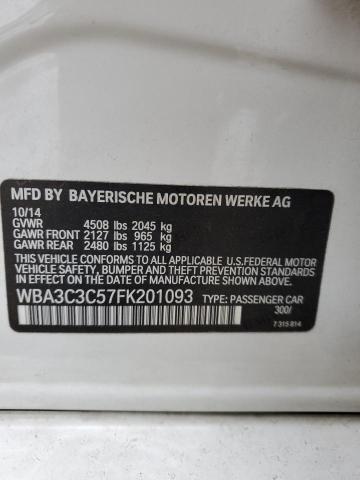 MFD BY BAYERISCHE MOTOREN WERKE AG
10/14
GVWR 4508 lbs 2045 kg
GAWR FRONT 2127 lbs 965 kg
GAWR REAR 2480 lbs 1125 kg
THIS VEHICLE CONFORMS TO ALL APPLICABLE U.S.FEDERAL MOTOR
VEHICLE SAFETY, BUMPER AND THEFT PREVENTION STANDARDS
IN EFFECT ON THE DATE OF MANUFACTURE SHOWN ABOVE.
WBA3C3C57FK201093 TYPE: PASSENGER CAR
300/
7 315 814